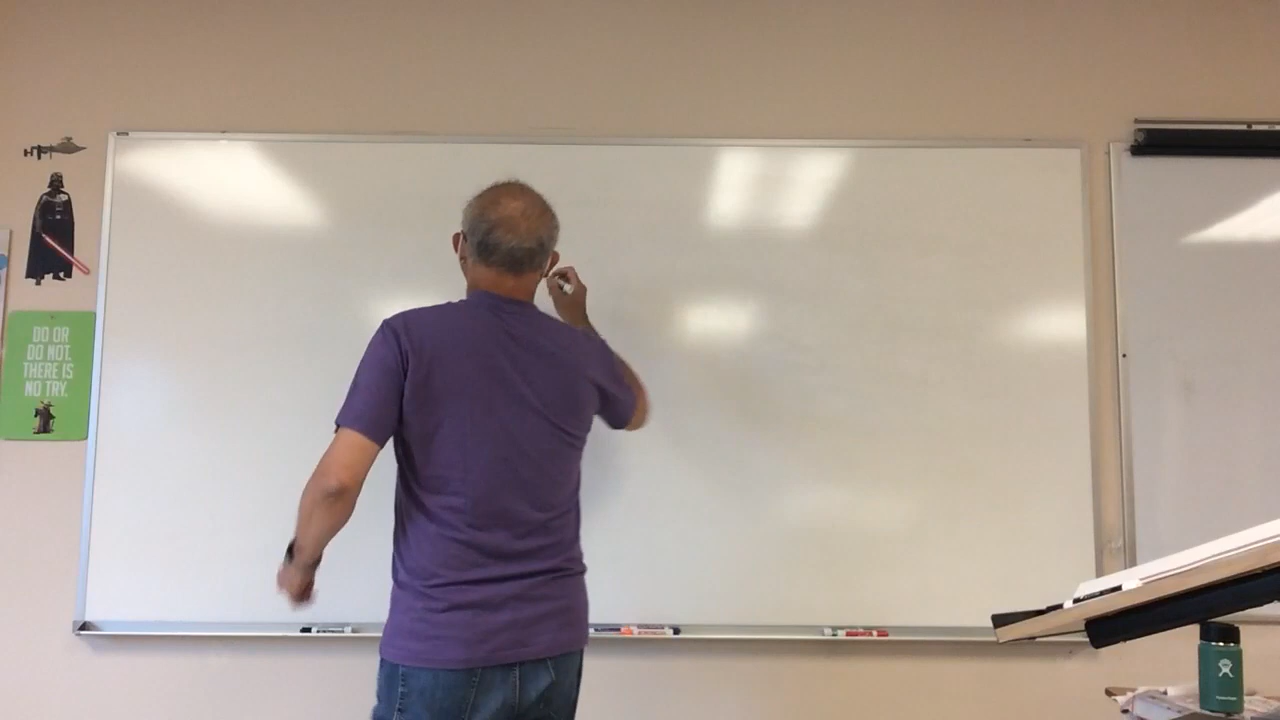 DO OR
DO NOT.
THERE IS
NO TRY.